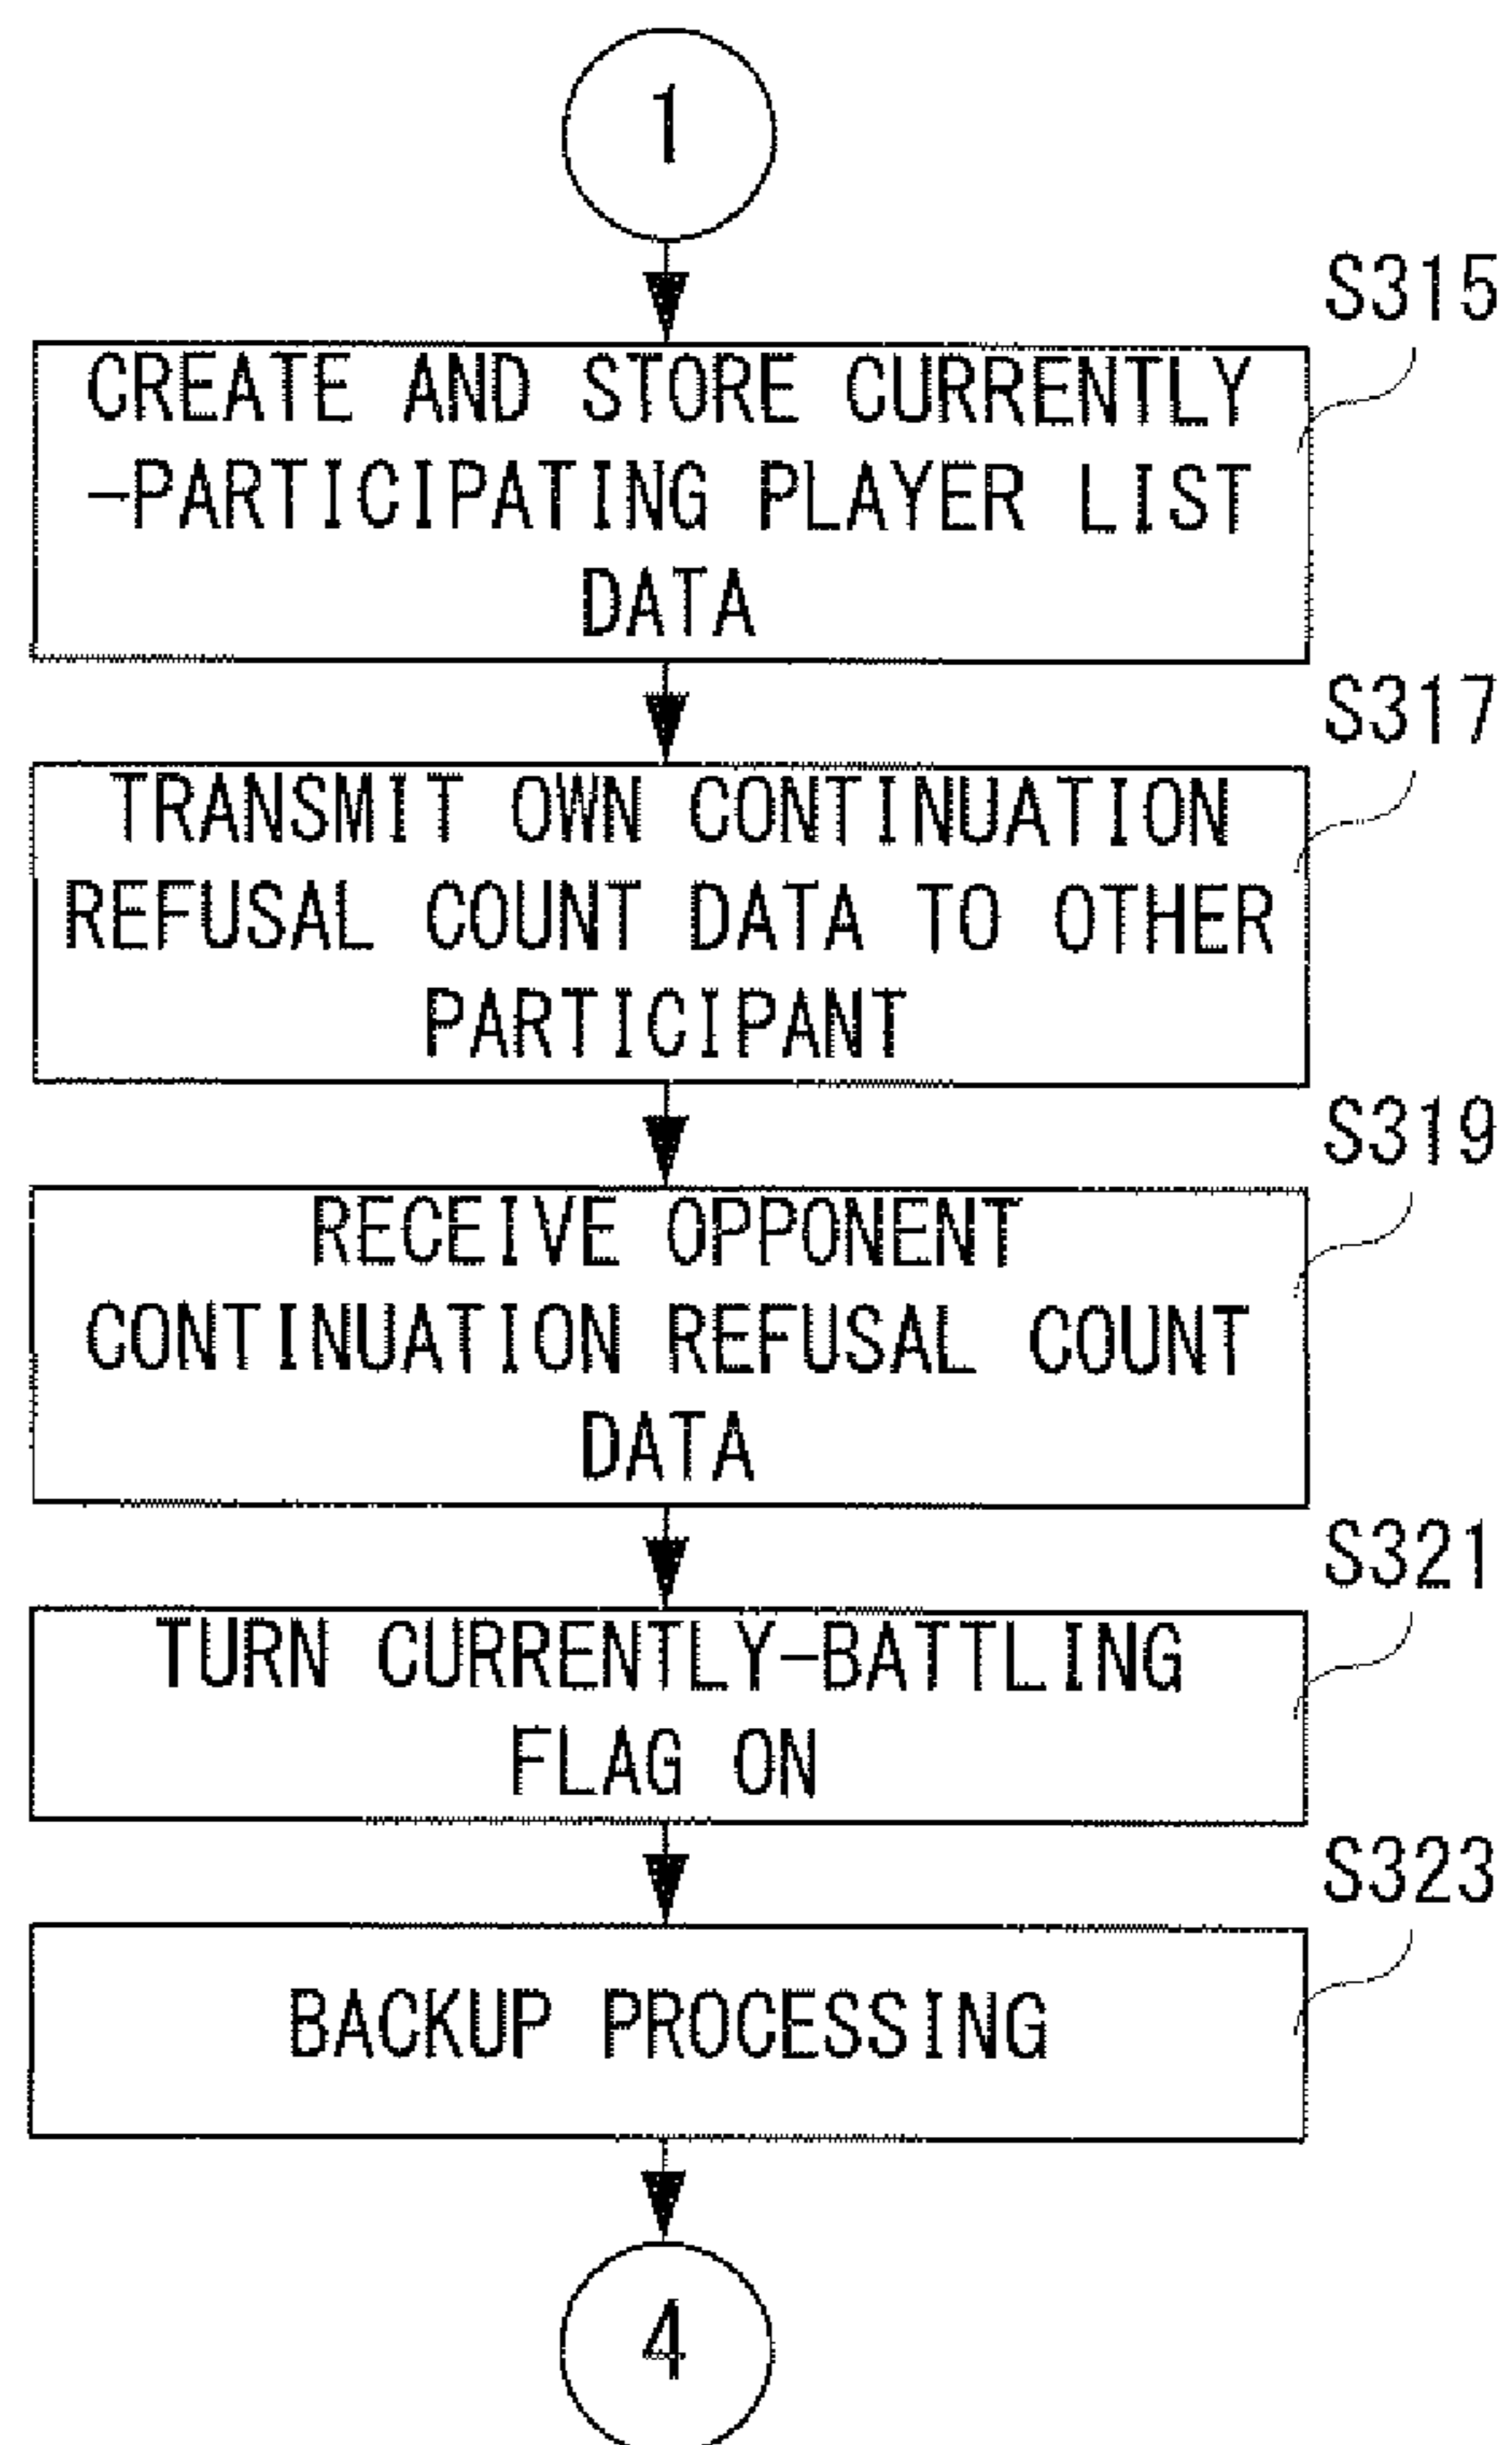 1
S315
CREATE AND STORE CURRENTLY
-PARTICIPATING PLAYER LIST
DATA
S317
TRANSMIT OWN CONTINUATION
REFUSAL COUNT DATA TO OTHER
PARTICIPANT
S319
RECEIVE OPPONENT
CONTINUATION REFUSAL COUNT
DATA
S321
TURN CURRENTLY-BATTLING
FLAG ON
S323
BACKUP PROCESSING
4